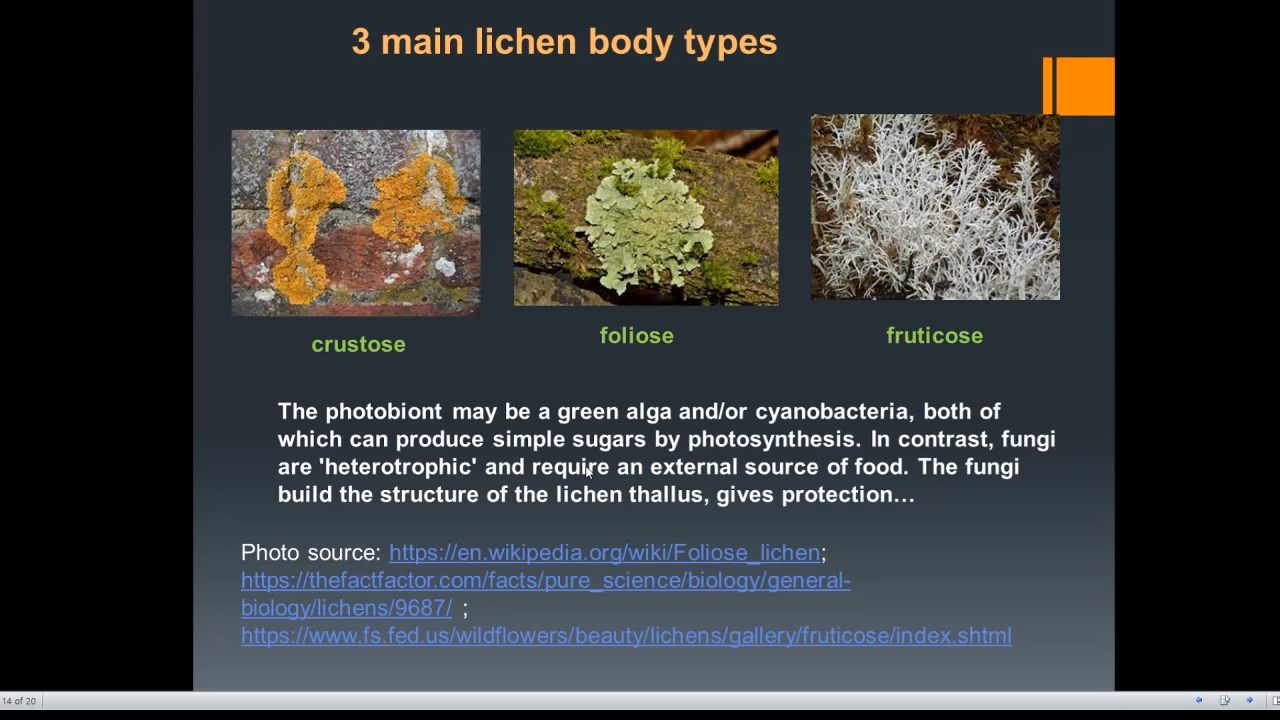 3 main lichen body types
crustose
foliose
fruticose
The photobiont may be a green alga and/or cyanobacteria, both of
which can produce simple sugars by photosynthesis. In contrast, fungi
are 'heterotrophic' and require an external source of food. The fungi
build the structure of the lichen thallus, gives protection…
Photo source: https://en.wikipedia.org/wiki/Foliose_lichen;
https://thefactfactor.com/facts/pure_science/biology/general-
biology/lichens/9687/ ;
https://www.fs.fed.us/wildflowers/beauty/lichens/gallery/fruticose/index.shtml
14 of 20